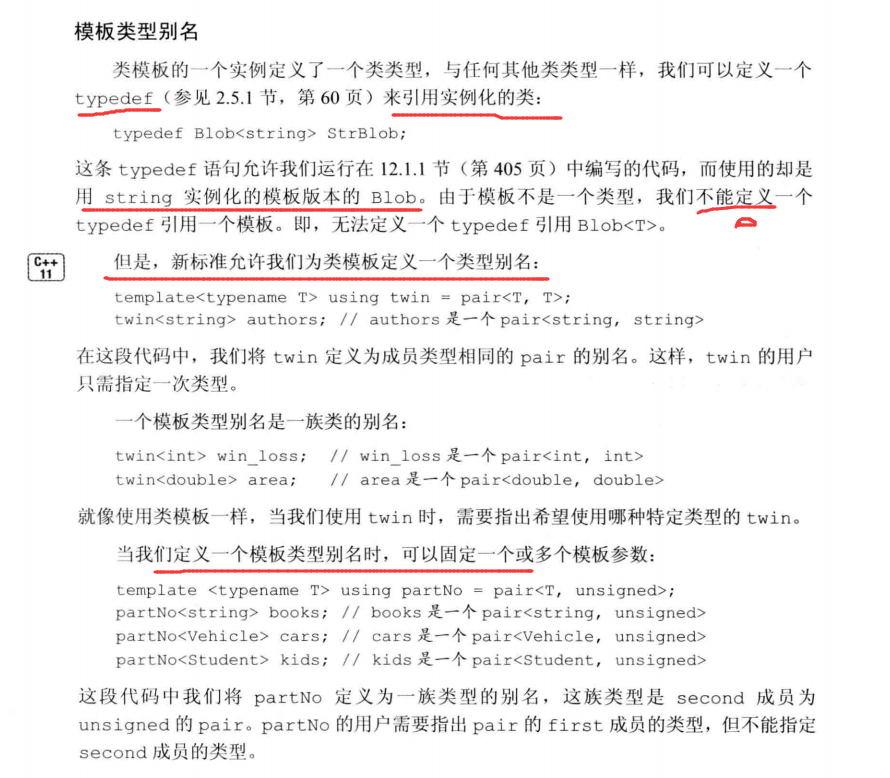 模板类型别名
类模板的一个实例定义了一个类类型，与任何其他类类型一样，我们可以定义一个
typedef（参见 2.5.1 节，第 60 页）来引用实例化的类：
typedef Blob<string> StrBlob;
这条 typedef 语句允许我们运行在 12.1.1 节（第 405 页）中编写的代码，而使用的却是
用 string 实例化的模板版本的 Blob。由于模板不是一个类型，我们不能定义一个
typedef 引用一个模板。即，无法定义一个 typedef 引用 Blob<T>。
C++
11
但是，新标准允许我们为类模板定义一个类型别名：
template<typename T> using twin = pair<T, T>;
twin<string> authors; // authors 是一个 pair<string, string>
在这段代码中，我们将 twin 定义为成员类型相同的 pair 的别名。这样，twin 的用户
只需指定一次类型。
一个模板类型别名是一族类的别名：
twin<int> win_loss; // win_loss 是一个 pair<int, int>
twin<double> area; // area 是一个 pair<double, double>
就像使用类模板一样，当我们使用 twin 时，需要指出希望使用哪种特定类型的 twin。
当我们定义一个模板类型别名时，可以固定一个或多个模板参数：
template <typename T> using partNo = pair<T, unsigned>;
partNo<string> books; // books 是一个 pair<string, unsigned>
partNo<Vehicle> cars; // cars 是一个 pair<Vehicle, unsigned>
partNo<Student> kids; // kids 是一个 pair<Student, unsigned>
这段代码中我们将 partNo 定义为一族类型的别名，这族类型是 second 成员为
unsigned 的 pair。partNo 的用户需要指出 pair 的 first 成员的类型，但不能指定
second 成员的类型。